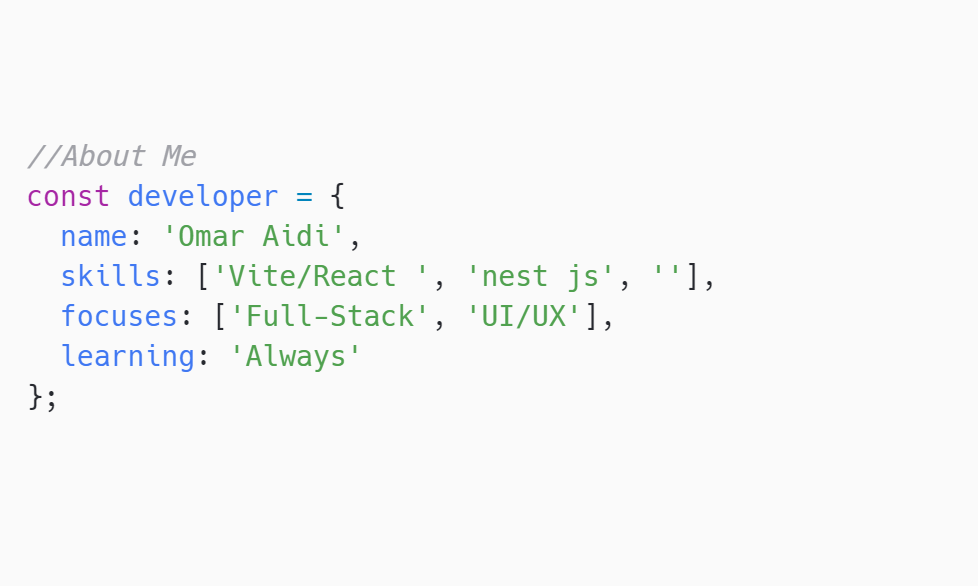 //About Me
const developer = {
  name: 'Omar Aidi',
  skills: ['Vite/React ', 'nest js', ''],
  focuses: ['Full-Stack', 'UI/UX'],
  learning: 'Always'
};